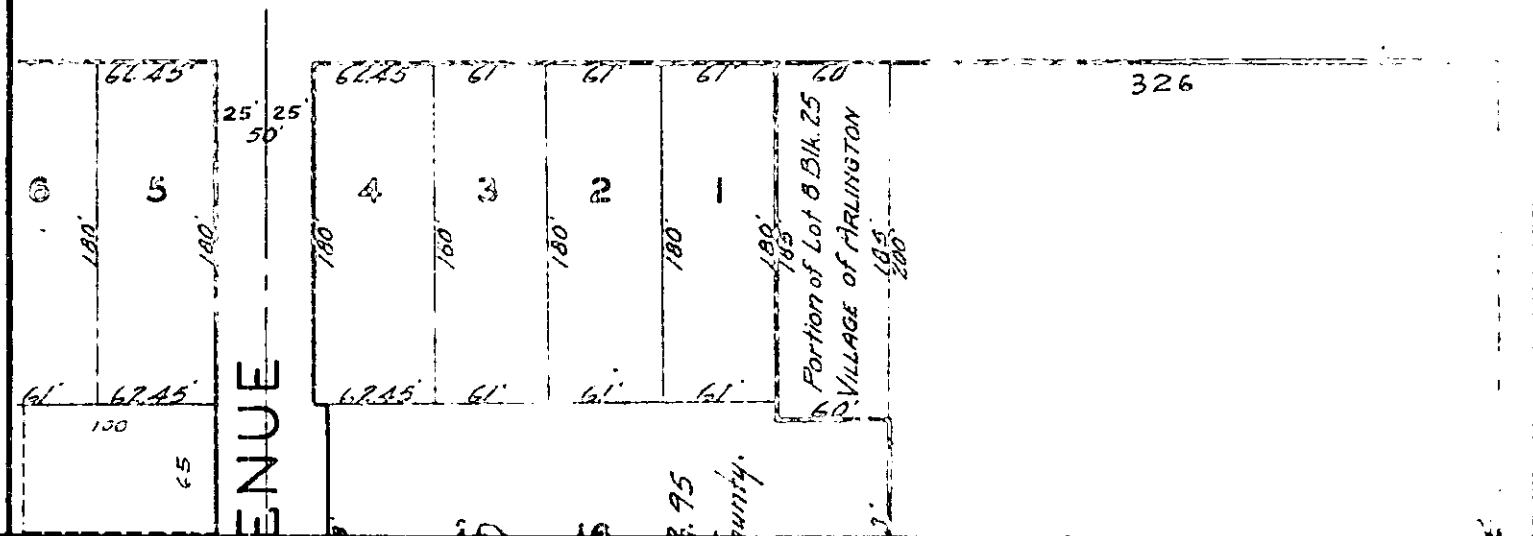 62.45' 62.45' 61' 61' 61' 60' 326
25' 25'
50'
6 5 4 3 2 1
180' 180' 180' 180' 180' 180' 180' 185' 185' 200'
Portion of Lot 8 Blk. 25
VILLAGE of ARLINGTON
61' 62.45' 62.45' 61' 61' 61' 60'
100
65
ENUE
95